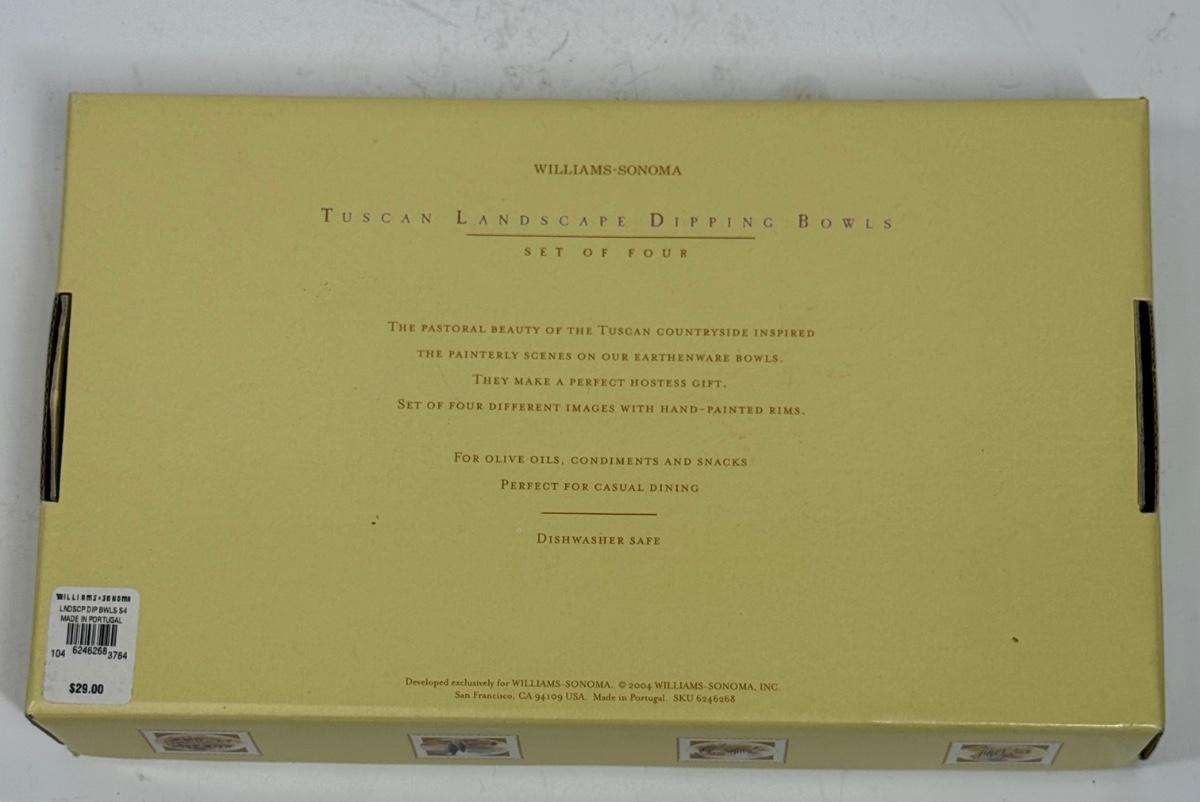 WILLIAMS-SONOMA
TUSCAN LANDSCAPE DIPPING BOWLS
SET OF FOUR
THE PASTORAL BEAUTY OF THE TUSCAN COUNTRYSIDE INSPIRED
THE PAINTERLY SCENES ON OUR EARTHENWARE BOWLS.
THEY MAKE A PERFECT HOSTESS GIFT.
SET OF FOUR DIFFERENT IMAGES WITH HAND-PAINTED RIMS.
FOR OLIVE OILS, CONDIMENTS AND SNACKS
PERFECT FOR CASUAL DINING
DISHWASHER SAFE
WILLIAMS-SONOMA
LNDSCP DIP BWLS S4
MADE IN PORTUGAL
104 6246268 3764
$29.00
Developed exclusively for WILLIAMS-SONOMA. © 2004 WILLIAMS-SONOMA, INC.
San Francisco, CA 94109 USA. Made in Portugal. SKU 6246268